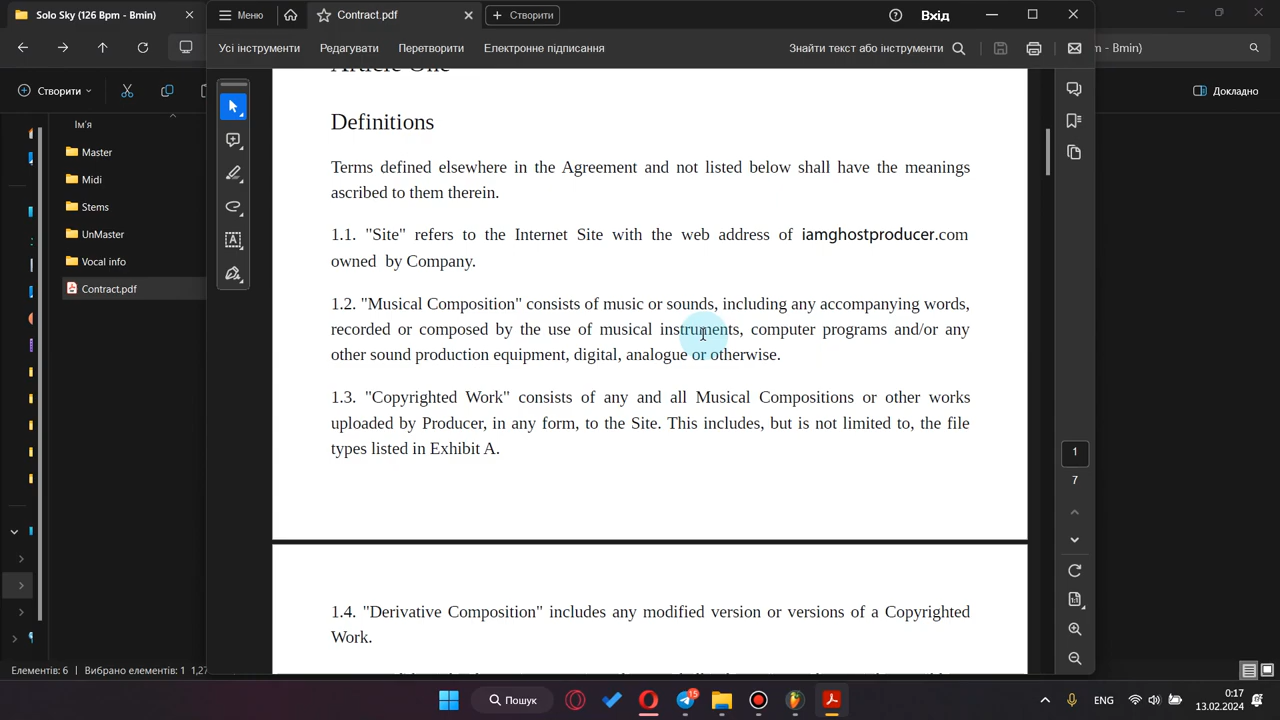 Solo Sky (126 Bpm - Bmin)
Меню
Contract.pdf
Створити
Вхід
Усі інструменти
Редагувати
Перетворити
Електронне підписання
Знайти текст або інструменти
m - Bmin)
Створити
Докладно
Ім'я
Master
Midi
Stems
UnMaster
Vocal info
Contract.pdf
Article One
Definitions
Terms defined elsewhere in the Agreement and not listed below shall have the meanings
ascribed to them therein.
1.1. "Site" refers to the Internet Site with the web address of iamghostproducer.com
owned by Company.
1.2. "Musical Composition" consists of music or sounds, including any accompanying words,
recorded or composed by the use of musical instruments, computer programs and/or any
other sound production equipment, digital, analogue or otherwise.
1.3. "Copyrighted Work" consists of any and all Musical Compositions or other works
uploaded by Producer, in any form, to the Site. This includes, but is not limited to, the file
types listed in Exhibit A.
1.4. "Derivative Composition" includes any modified version or versions of a Copyrighted
Work.
1
7
Елементів: 6
Вибрано елементів: 1 1,27
Пошук
15
ENG
0:17
13.02.2024